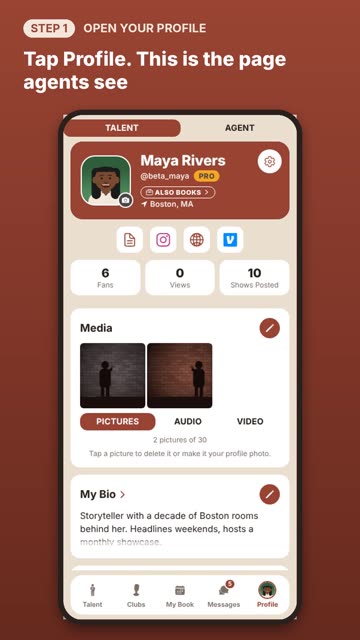 STEP 1 OPEN YOUR PROFILE
Tap Profile. This is the page
agents see
TALENT AGENT
Maya Rivers
@beta_maya PRO
ALSO BOOKS >
Boston, MA
6 0 10
Fans Views Shows Posted
Media
PICTURES AUDIO VIDEO
2 pictures of 30
Tap a picture to delete it or make it your profile photo.
My Bio >
Storyteller with a decade of Boston rooms
behind her. Headlines weekends, hosts a
monthly showcase.
5
Talent Clubs My Book Messages Profile